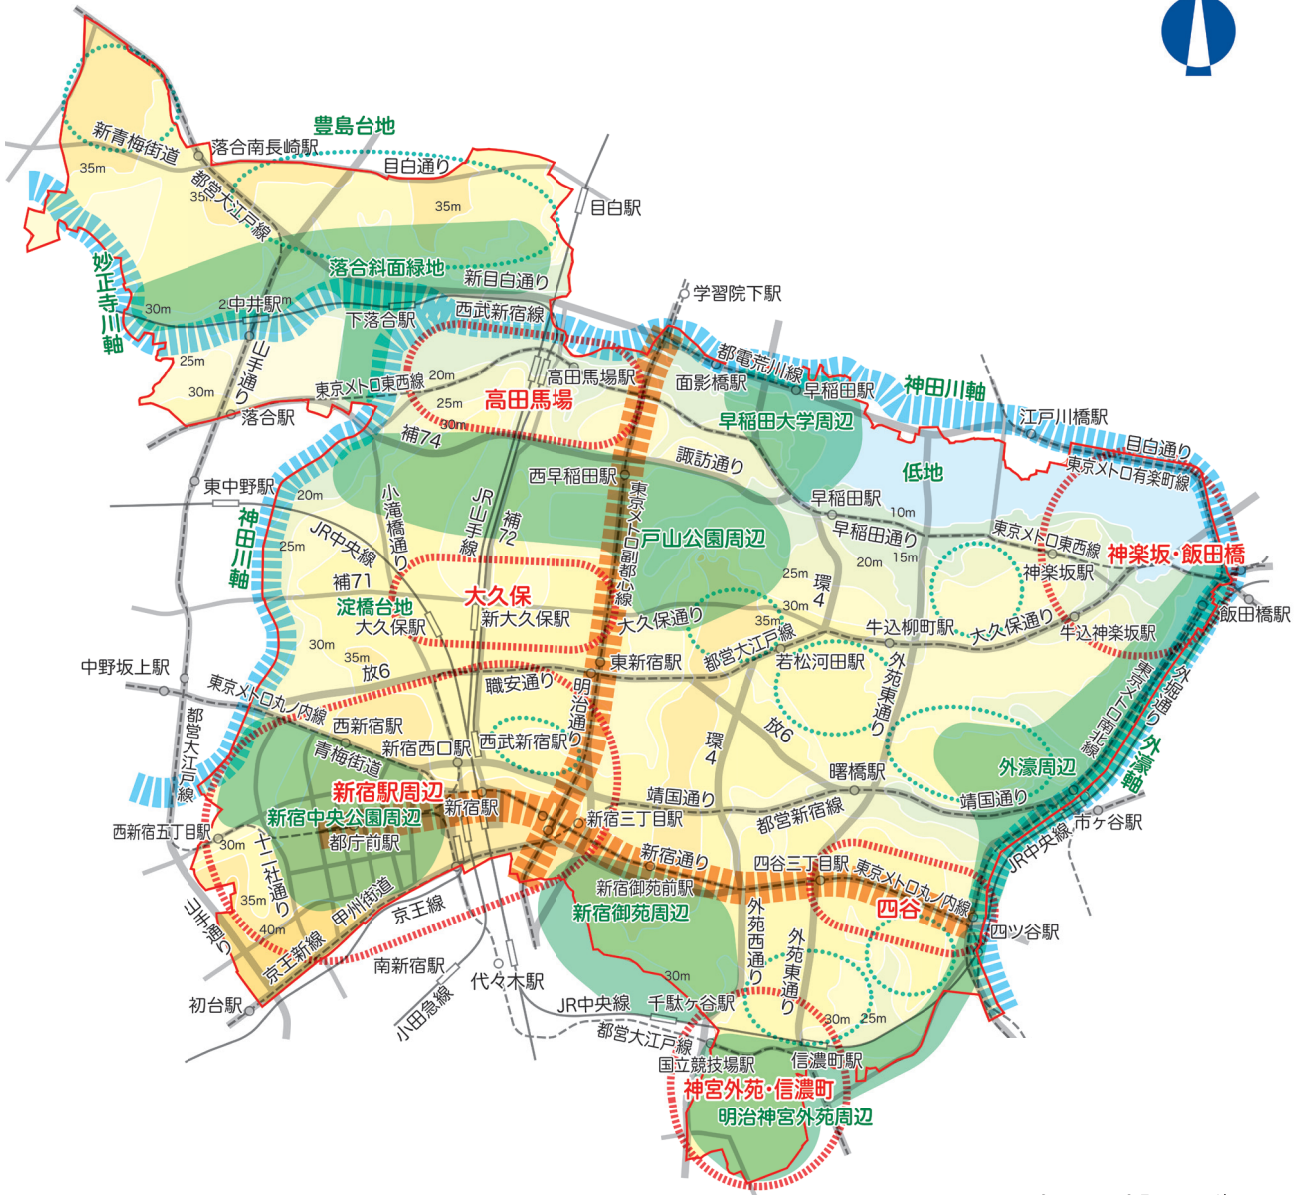 豊島台地
新青梅街道
落合南長崎駅
目白通り
35m
都営大江戸線
35m
35m
目白駅
妙正寺川軸
落合斜面緑地
新目白通り
学習院下駅
30m
中井駅
下落合駅
西武新宿線
山手通り
25m
30m
東京メトロ東西線
20m
25m
30m
高田馬場駅
高田馬場
面影橋駅
都電荒川線
早稲田駅
神田川軸
江戸川橋駅
目白通り
落合駅
補74
早稲田大学周辺
諏訪通り
低地
東京メトロ有楽町線
東中野駅
20m
小滝橋通り
JR山手線
補72
西早稲田駅
東京メトロ副都心線
早稲田駅
10m
早稲田通り
15m
20m
東京メトロ東西線
神楽坂・飯田橋
神楽坂駅
神田川軸
25m
JR中央線
戸山公園周辺
補71
淀橋台地
大久保
大久保駅
新大久保駅
大久保通り
25m
30m
35m
環4
牛込柳町駅
大久保通り
牛込神楽坂駅
飯田橋駅
30m
35m
放6
中野坂上駅
東京メトロ丸ノ内線
職安通り
東新宿駅
明治通り
都営大江戸線
若松河田駅
外苑東通り
東京メトロ南北線
外堀通り
外濠軸
都営大江戸線
西新宿駅
青梅街道
新宿西口駅
西武新宿駅
環4
放6
曙橋駅
外濠周辺
靖国通り
靖国通り
都営新宿線
市ヶ谷駅
新宿駅周辺
新宿駅
新宿中央公園周辺
都庁前駅
西新宿五丁目駅
30m
十二社通り
新宿三丁目駅
新宿通り
新宿御苑前駅
四谷三丁目駅
東京メトロ丸ノ内線
JR中央線
四谷
四ツ谷駅
35m
40m
山手通り
甲州街道
京王線
京王新線
新宿御苑周辺
外苑西通り
外苑東通り
初台駅
南新宿駅
小田急線
代々木駅
30m
JR中央線
千駄ヶ谷駅
都営大江戸線
30m
25m
国立競技場駅
信濃町駅
神宮外苑・信濃町
明治神宮外苑周辺